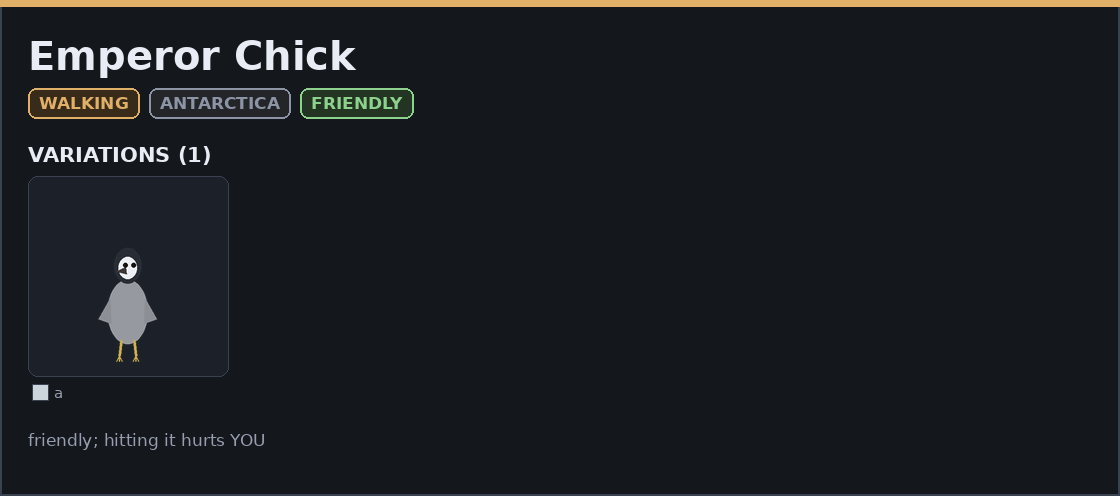 Emperor Chick
WALKING ANTARCTICA FRIENDLY
VARIATIONS (1)
a
friendly; hitting it hurts YOU